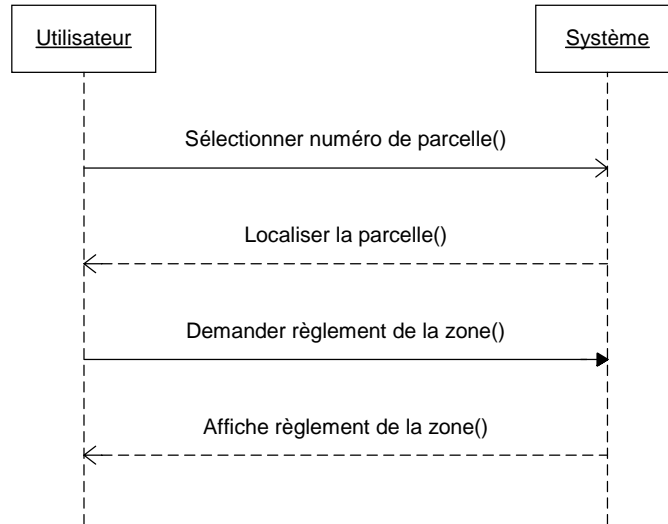 Utilisateur
Système
Sélectionner numéro de parcelle()
Localiser la parcelle()
Demander règlement de la zone()
Affiche règlement de la zone()